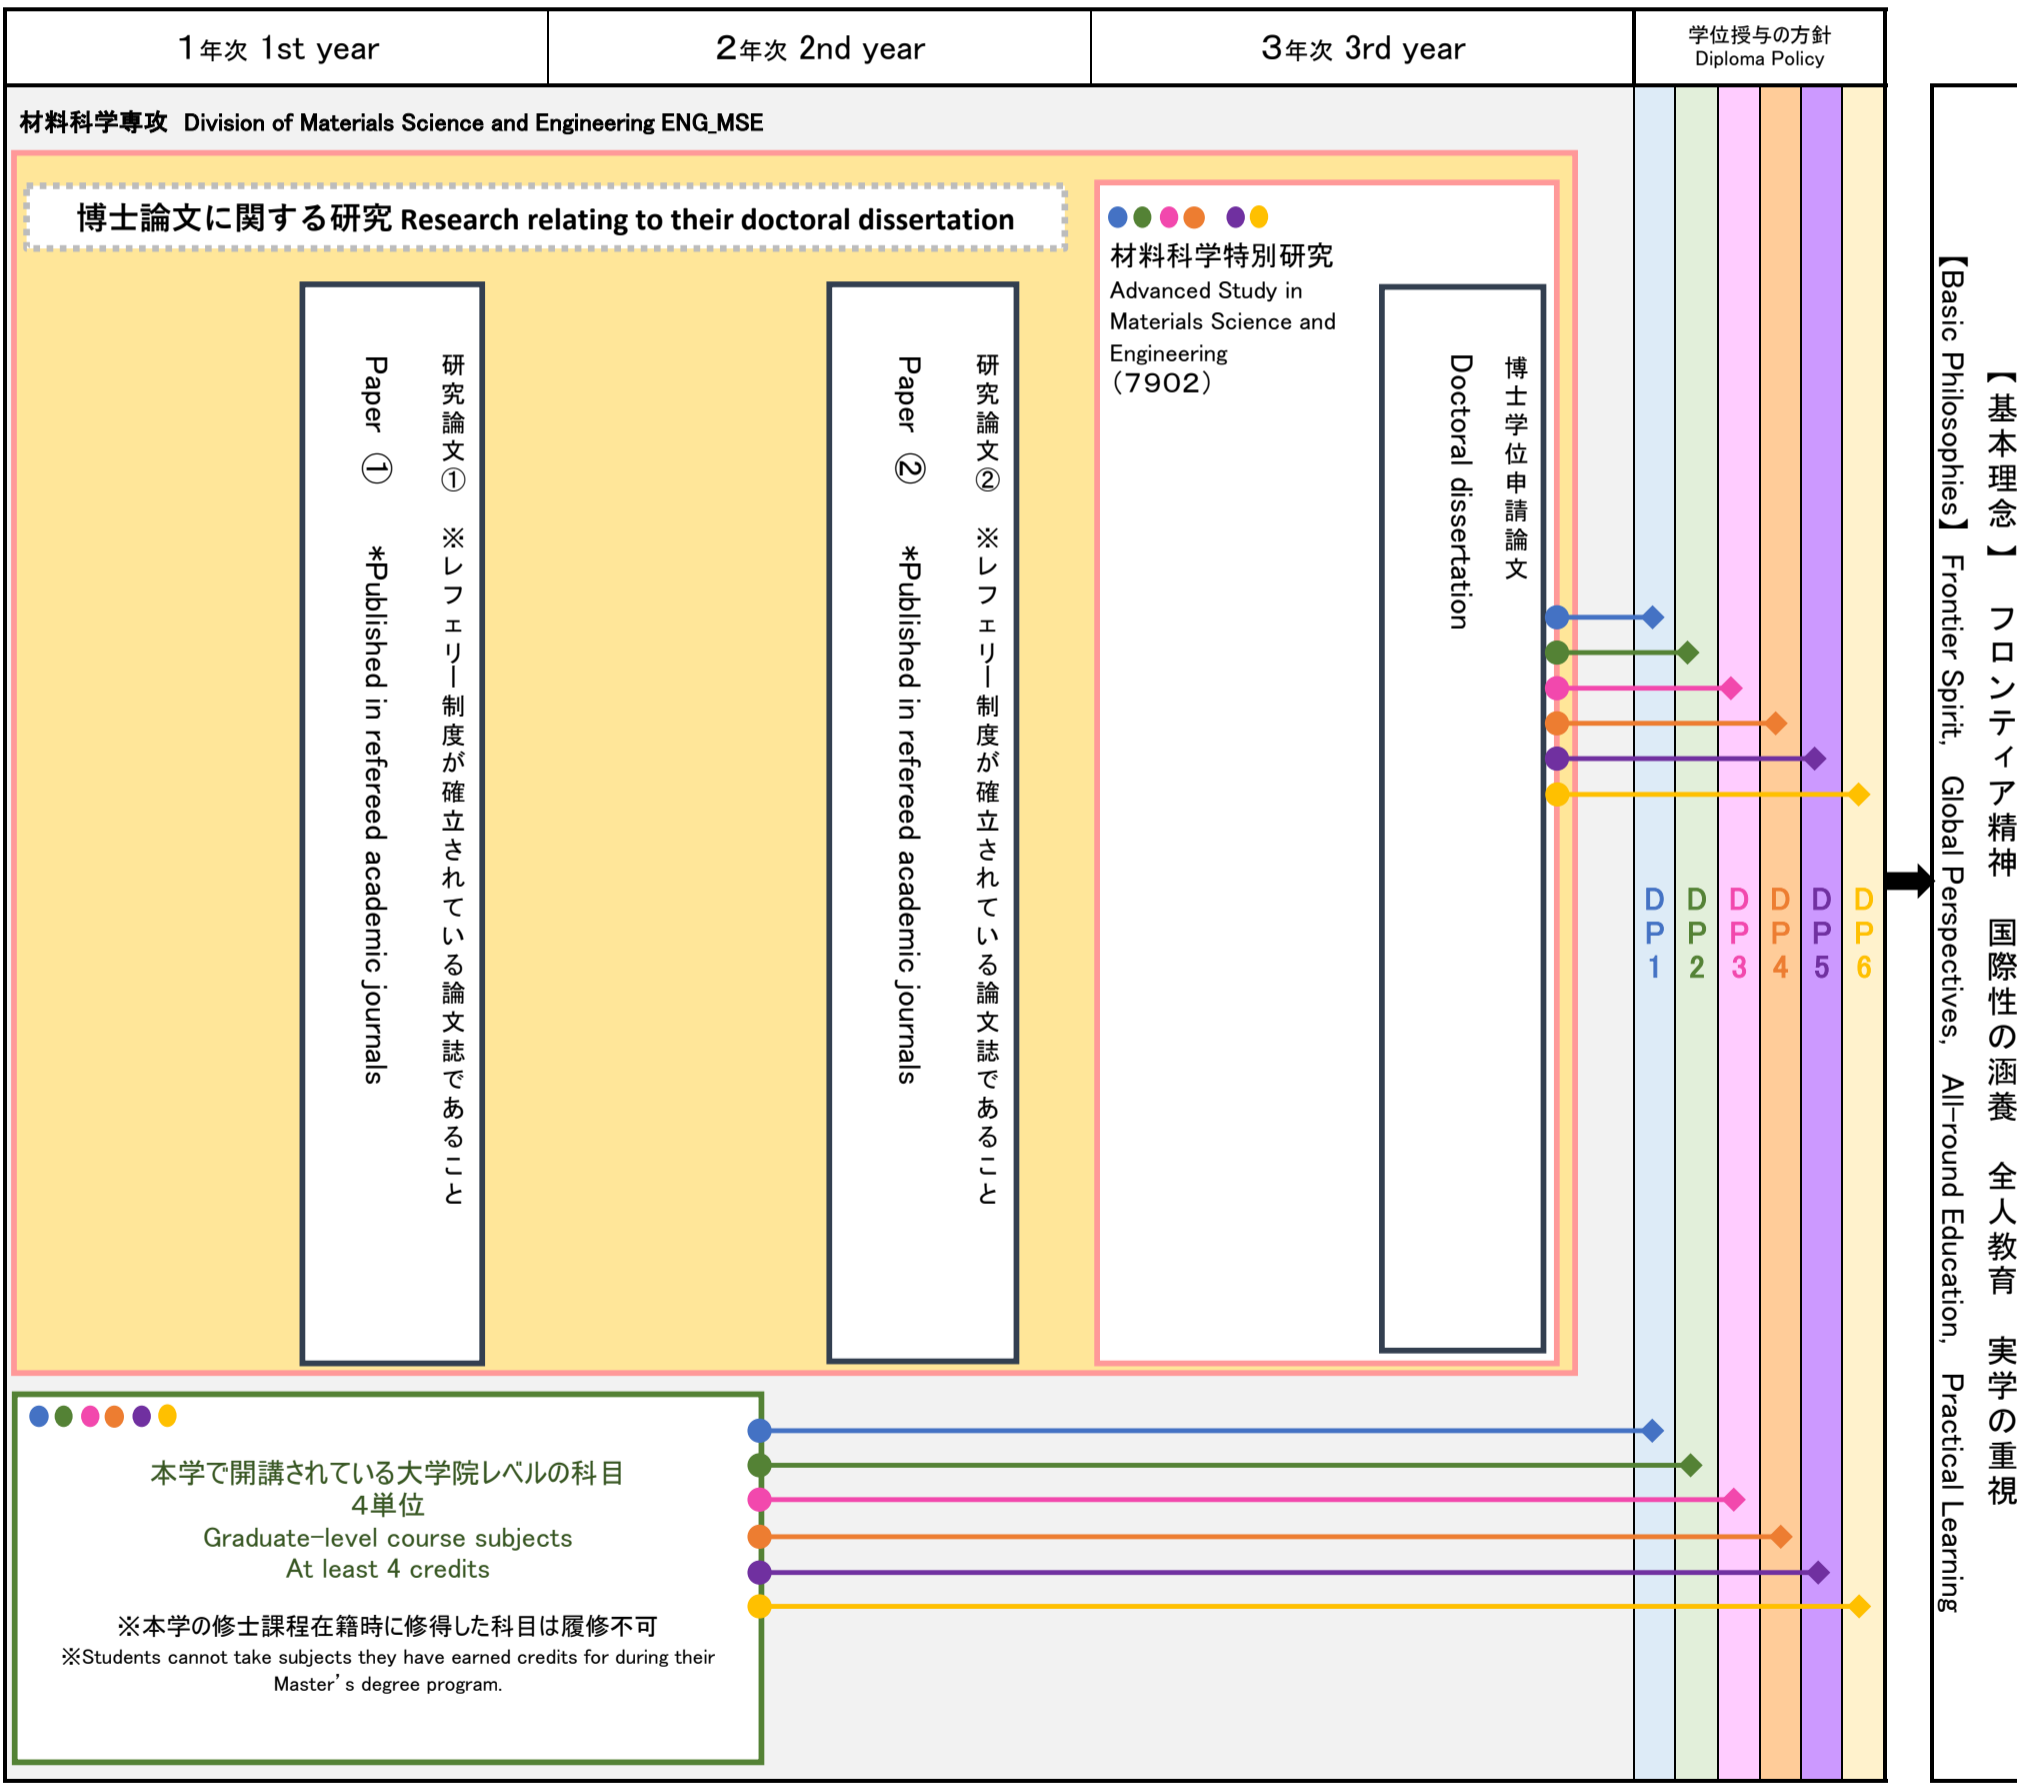 1年次 1st year
2年次 2nd year
3年次 3rd year
学位授与の方針
Diploma Policy
材料科学専攻 Division of Materials Science and Engineering ENG_MSE
博士論文に関する研究 Research relating to their doctoral dissertation
研究論文① ※レフェリー制度が確立されている論文誌であること
Paper ① *Published in refereed academic journals
研究論文② ※レフェリー制度が確立されている論文誌であること
Paper ② *Published in refereed academic journals
材料科学特別研究
Advanced Study in
Materials Science and
Engineering
（7902）
博士学位申請論文
Doctoral dissertation
DP1
DP2
DP3
DP4
DP5
DP6
本学で開講されている大学院レベルの科目
4単位
Graduate-level course subjects
At least 4 credits
※本学の修士課程在籍時に修得した科目は履修不可
※Students cannot take subjects they have earned credits for during their
Master's degree program.
【基本理念】 フロンティア精神 国際性の涵養 全人教育 実学の重視
【Basic Philosophies】 Frontier Spirit, Global Perspectives, All-round Education, Practical Learning